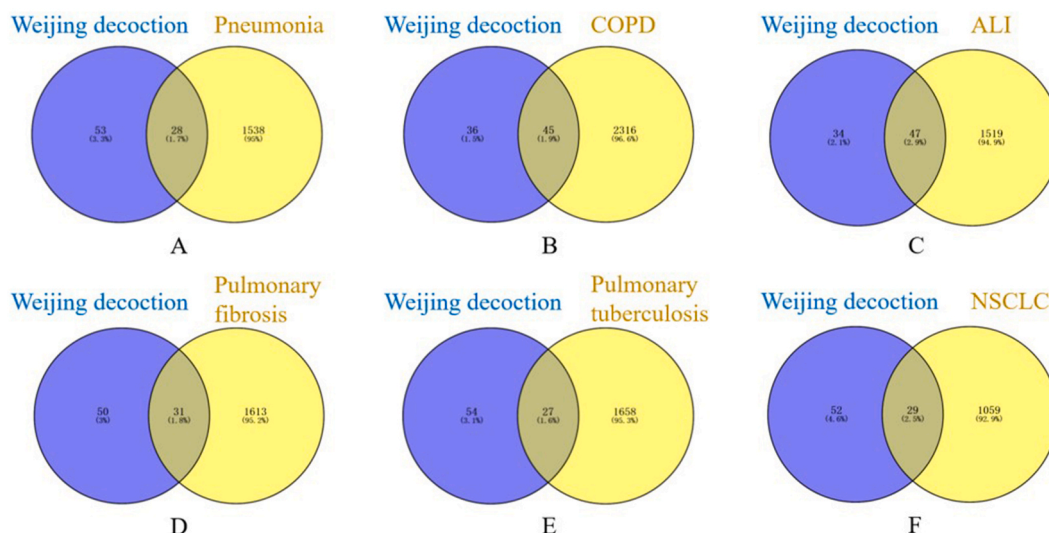 Weijing decoction Pneumonia
53 28 1538
(3.3%) (1.7%) (95%)
A
Weijing decoction COPD
36 45 2316
(1.5%) (1.9%) (96.6%)
B
Weijing decoction ALI
34 47 1519
(2.1%) (2.9%) (94.9%)
C
Weijing decoction Pulmonary
fibrosis
50 31 1613
(3%) (1.8%) (95.2%)
D
Weijing decoction Pulmonary
tuberculosis
54 27 1658
(3.1%) (1.6%) (95.3%)
E
Weijing decoction NSCLC
52 29 1059
(4.6%) (2.5%) (92.9%)
F